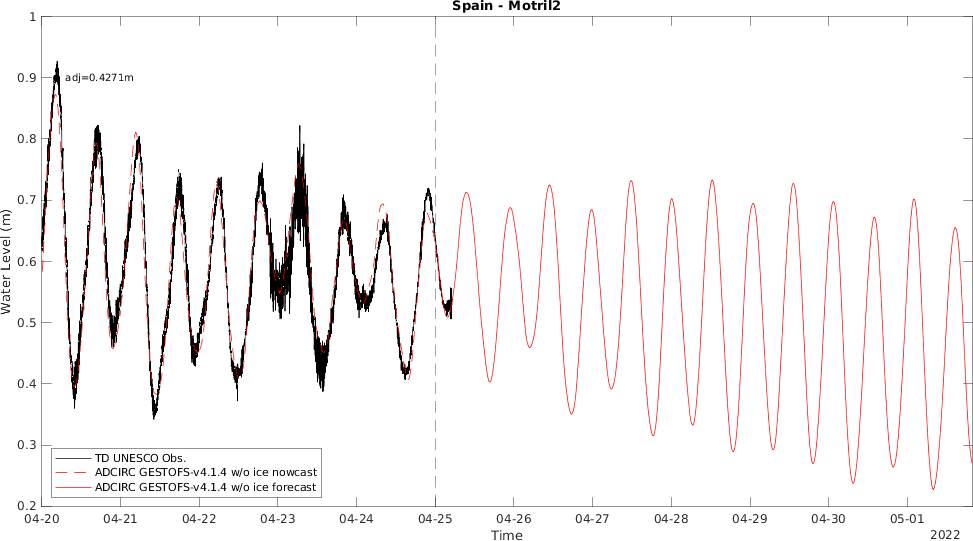 Spain - Motril2
1
0.9
0.8
0.7
0.6
0.5
0.4
0.3
0.2
Water Level (m)
adj=0.4271m
TD UNESCO Obs.
ADCIRC GESTOFS-v4.1.4 w/o ice nowcast
ADCIRC GESTOFS-v4.1.4 w/o ice forecast
04-20 04-21 04-22 04-23 04-24 04-25 04-26 04-27 04-28 04-29 04-30 05-01
Time
2022